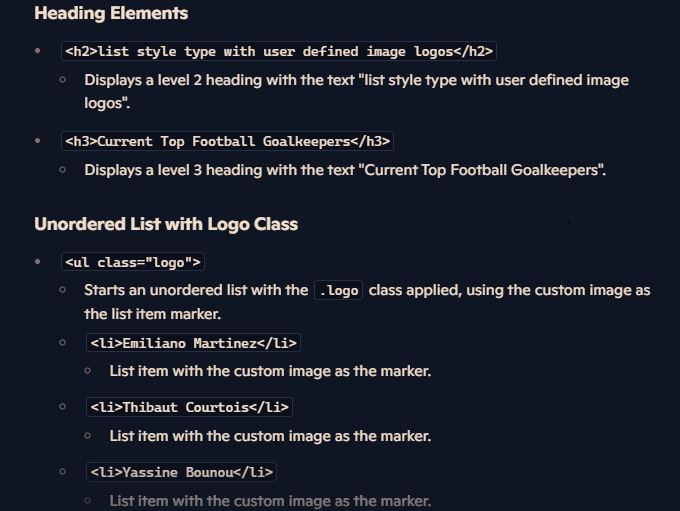 Heading Elements
<h2>list style type with user defined image logos</h2>
Displays a level 2 heading with the text "list style type with user defined image
logos".
<h3>Current Top Football Goalkeepers</h3>
Displays a level 3 heading with the text "Current Top Football Goalkeepers".
Unordered List with Logo Class
<ul class="logo">
Starts an unordered list with the .logo class applied, using the custom image as
the list item marker.
<li>Emiliano Martinez</li>
List item with the custom image as the marker.
<li>Thibaut Courtois</li>
List item with the custom image as the marker.
<li>Yassine Bounou</li>
List item with the custom image as the marker.